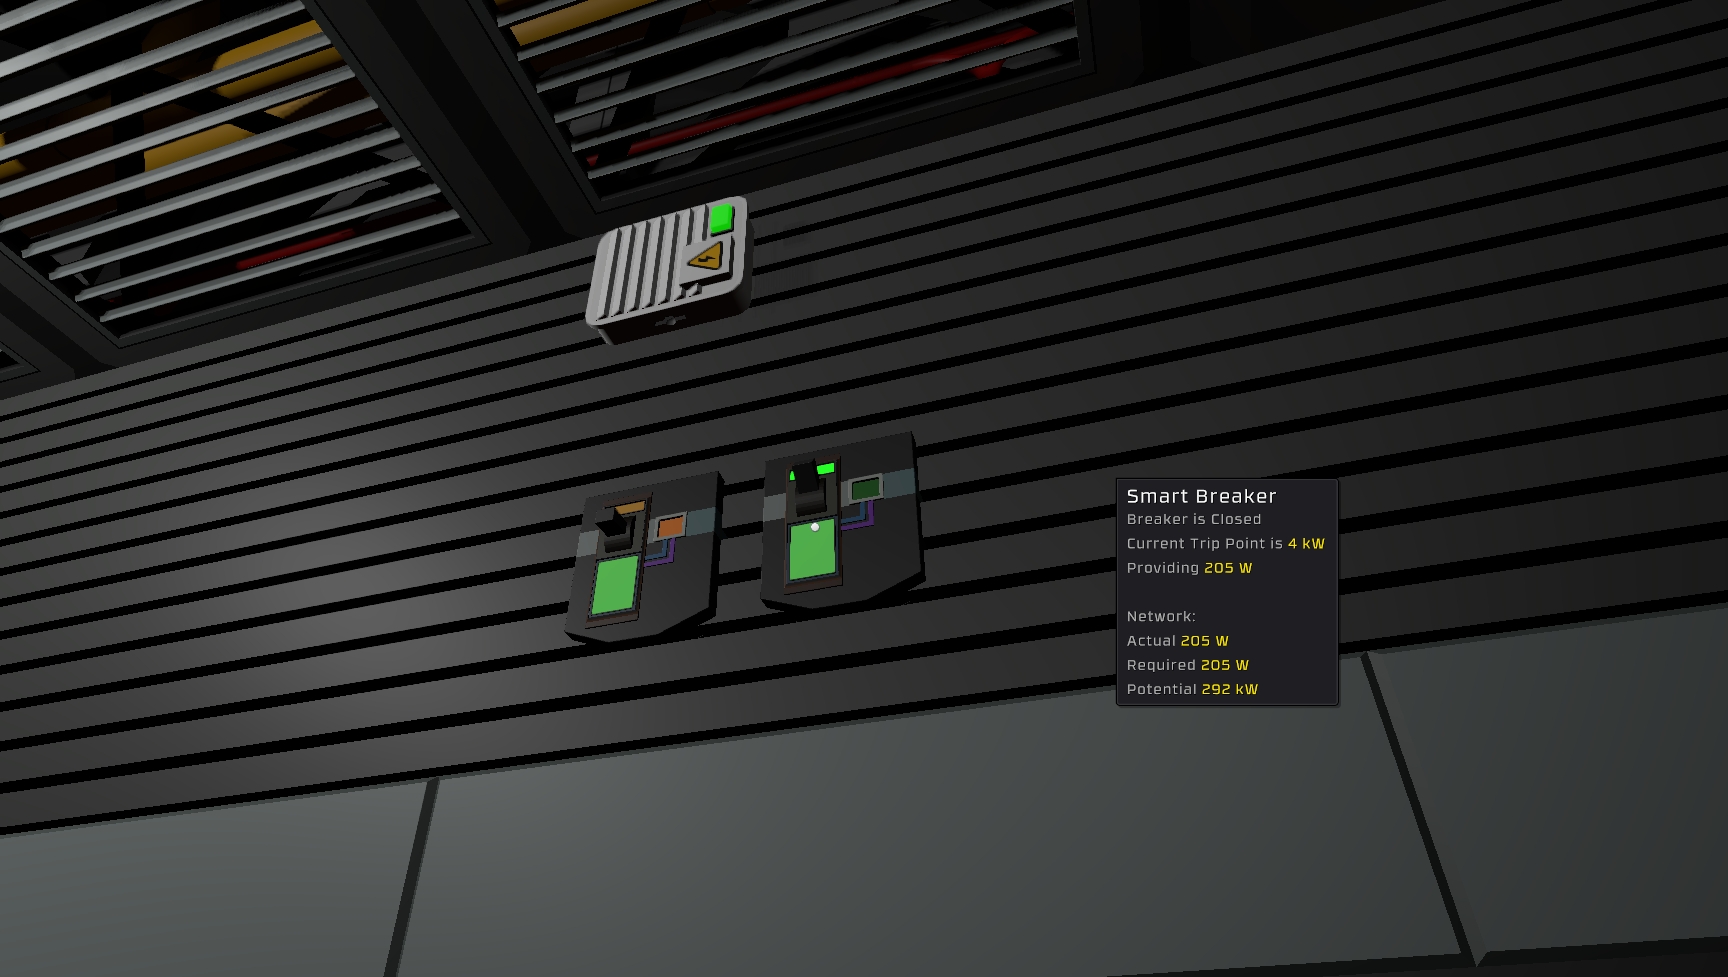 Smart Breaker
Breaker is Closed
Current Trip Point is 4 kW
Providing 205 W
Network:
Actual 205 W
Required 205 W
Potential 292 kW